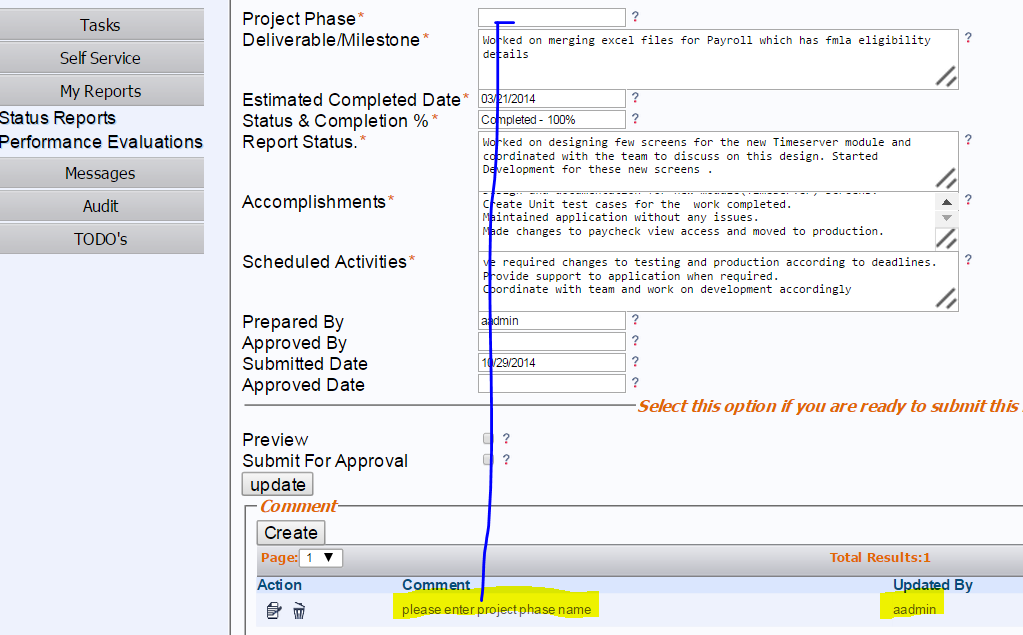 Tasks
Self Service
My Reports
Status Reports
Performance Evaluations
Messages
Audit
TODO's
Project Phase* ?
Deliverable/Milestone* Worked on merging excel files for Payroll which has fmla eligibility ?
details
Estimated Completed Date* 03/21/2014 ?
Status & Completion %* Completed - 100% ?
Report Status.* Worked on designing few screens for the new Timeserver module and ?
coordinated with the team to discuss on this design. Started
Development for these new screens .
Accomplishments* Create Unit test cases for the work completed. ?
Maintained application without any issues.
Made changes to paycheck view access and moved to production.
Scheduled Activities* ve required changes to testing and production according to deadlines. ?
Provide support to application when required.
Coordinate with team and work on development accordingly
Prepared By aadmin ?
Approved By ?
Submitted Date 10/29/2014 ?
Approved Date ?
Select this option if you are ready to submit this
Preview ?
Submit For Approval ?
update
Comment
Create
Page: 1 Total Results:1
Action Comment Updated By
please enter project phase name aadmin